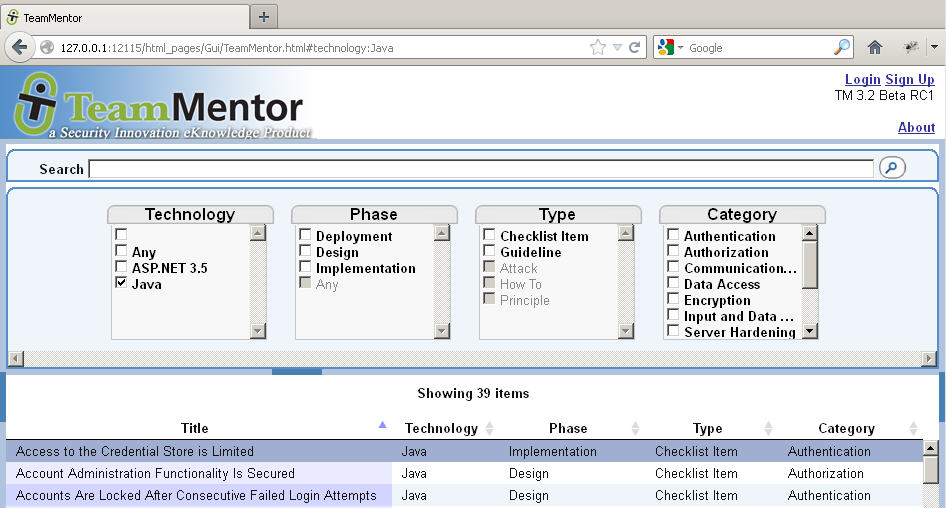 TeamMentor
127.0.0.1:12115/html_pages/Gui/TeamMentor.html#technology:Java
Google
TeamMentor
a Security Innovation eKnowledge Product
Login Sign Up
TM 3.2 Beta RC1
About
Search
Technology Phase Type Category
Deployment Checklist Item Authentication
Any Design Guideline Authorization
ASP.NET 3.5 Implementation Attack Communication...
Java Any How To Data Access
Principle Encryption
Input and Data ...
Server Hardening
Showing 39 items
Title Technology Phase Type Category
Access to the Credential Store is Limited Java Implementation Checklist Item Authentication
Account Administration Functionality Is Secured Java Design Checklist Item Authorization
Accounts Are Locked After Consecutive Failed Login Attempts Java Design Checklist Item Authentication